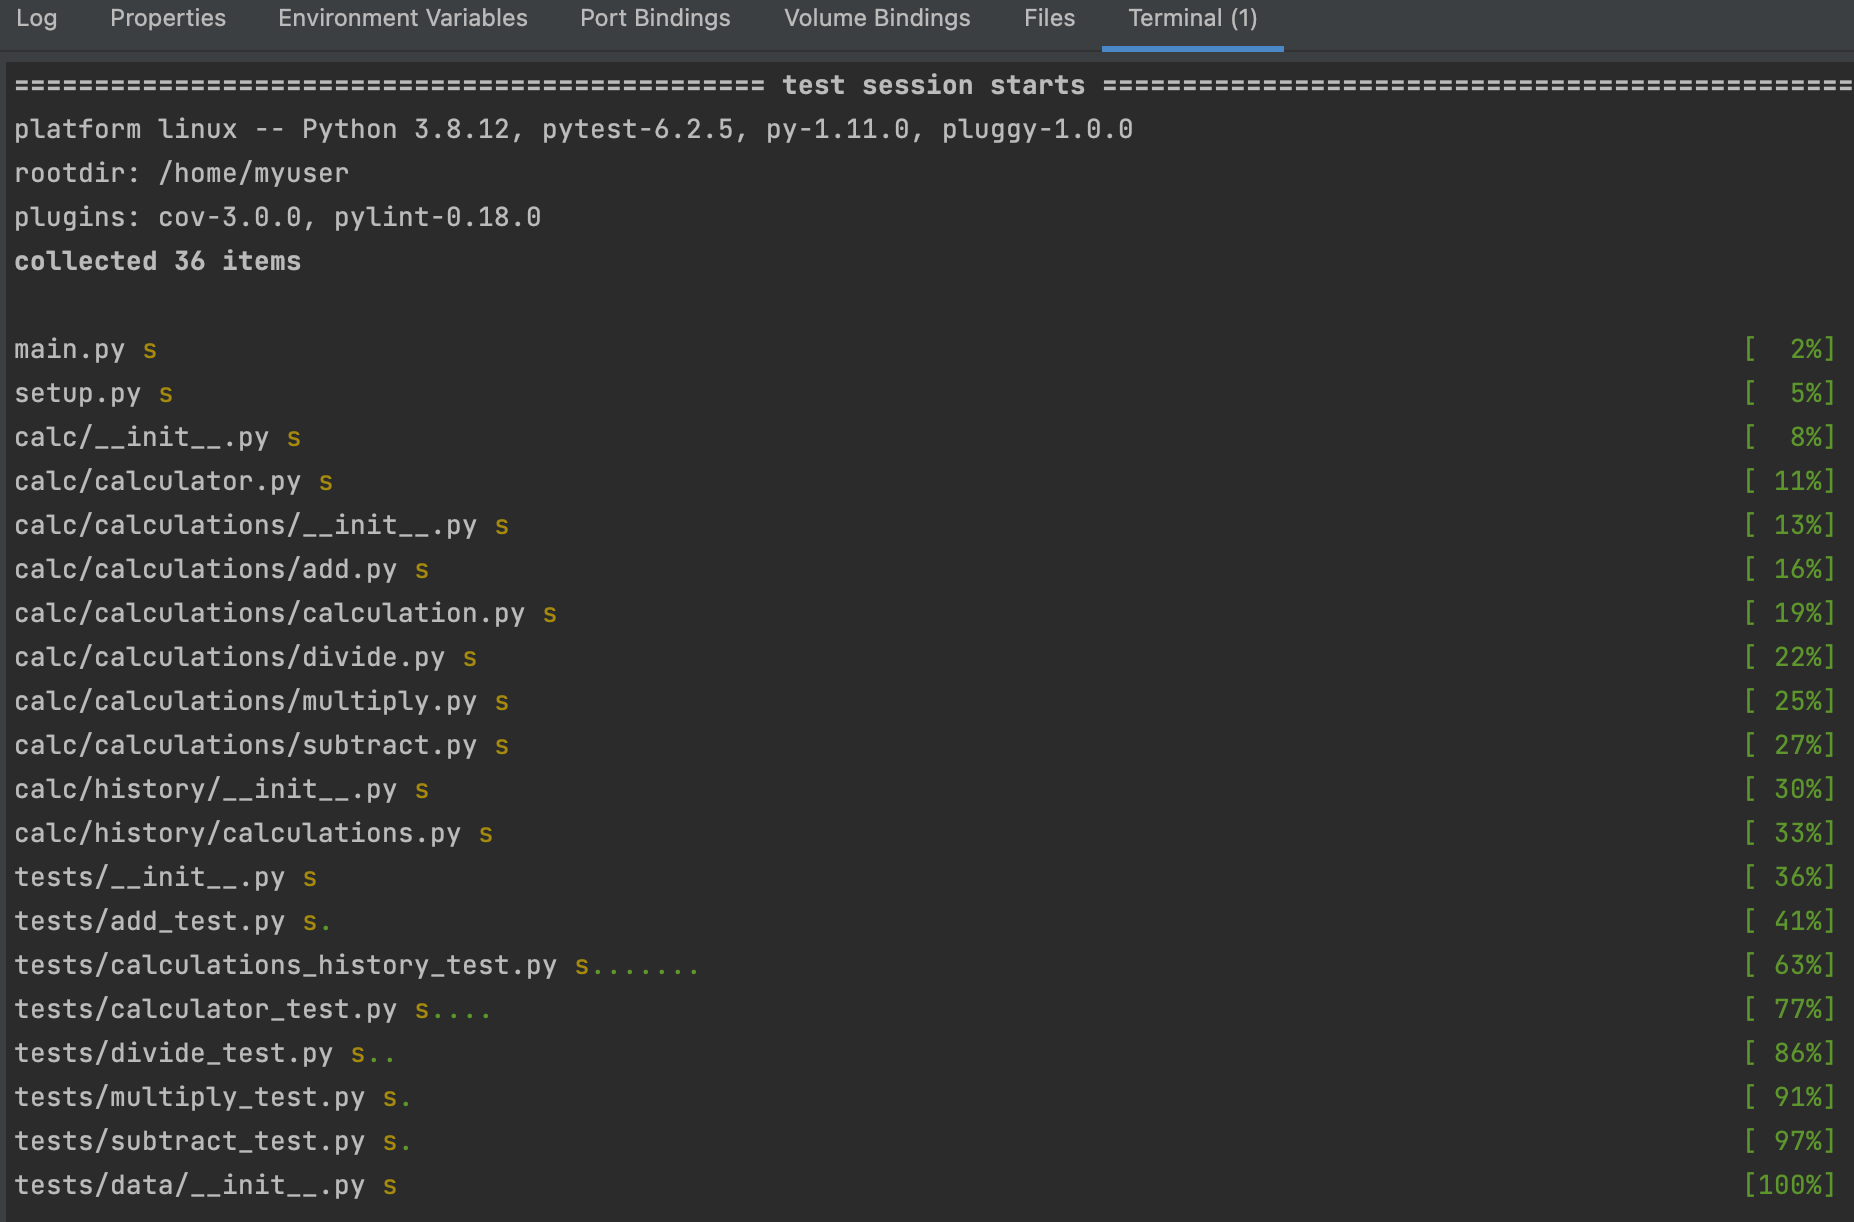 Log Properties Environment Variables Port Bindings Volume Bindings Files Terminal (1)
=============================================== test session starts ===============================================
platform linux -- Python 3.8.12, pytest-6.2.5, py-1.11.0, pluggy-1.0.0
rootdir: /home/myuser
plugins: cov-3.0.0, pylint-0.18.0
collected 36 items
main.py s [  2%]
setup.py s [  5%]
calc/__init__.py s [  8%]
calc/calculator.py s [ 11%]
calc/calculations/__init__.py s [ 13%]
calc/calculations/add.py s [ 16%]
calc/calculations/calculation.py s [ 19%]
calc/calculations/divide.py s [ 22%]
calc/calculations/multiply.py s [ 25%]
calc/calculations/subtract.py s [ 27%]
calc/history/__init__.py s [ 30%]
calc/history/calculations.py s [ 33%]
tests/__init__.py s [ 36%]
tests/add_test.py s. [ 41%]
tests/calculations_history_test.py s....... [ 63%]
tests/calculator_test.py s.... [ 77%]
tests/divide_test.py s.. [ 86%]
tests/multiply_test.py s. [ 91%]
tests/subtract_test.py s. [ 97%]
tests/data/__init__.py s [100%]